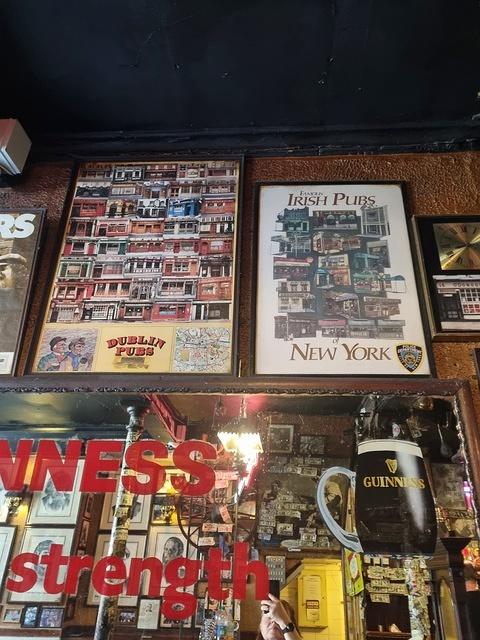 RS
DUBLIN
PUBS
FAMOUS
IRISH PUBS
of
NEW YORK
NNESS
strength
GUINNESS